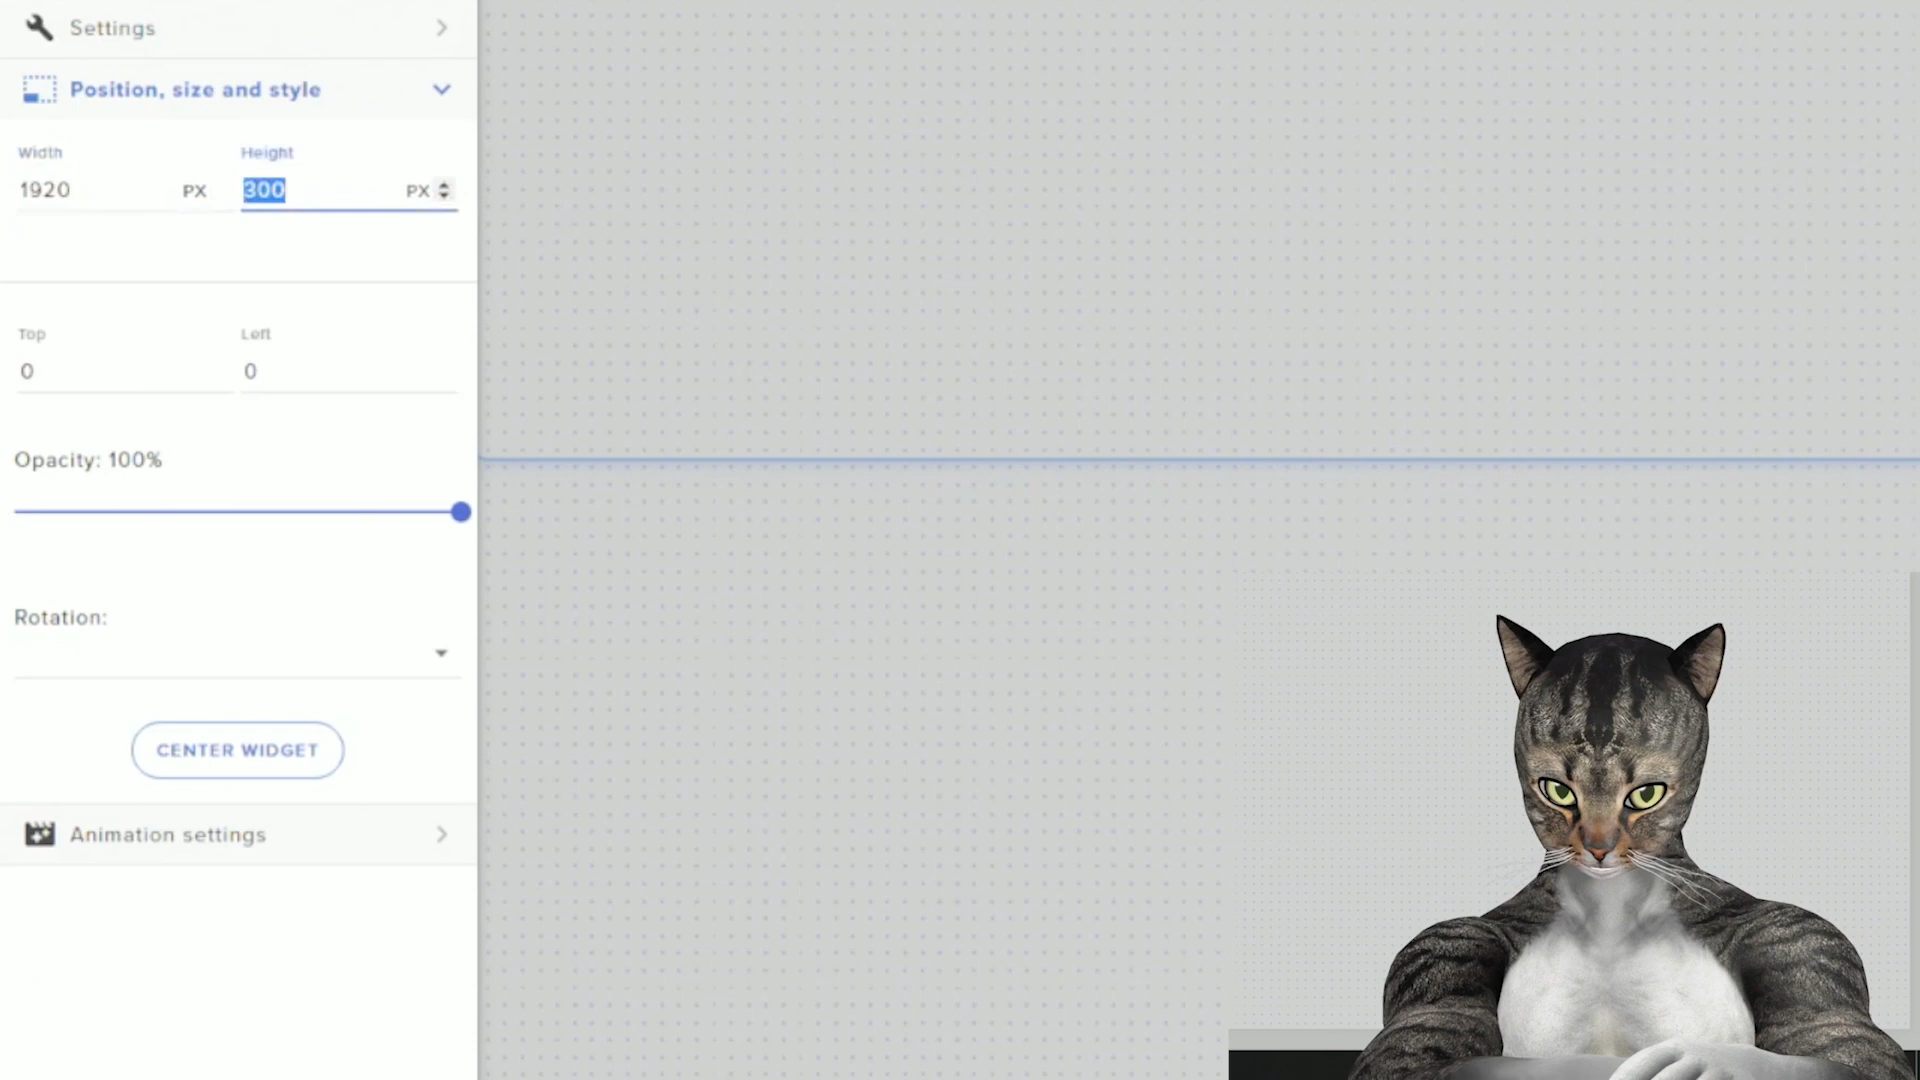 Settings
Position, size and style
Width
Height
1920 PX
300 PX
Top
Left
0
0
Opacity: 100%
Rotation:
CENTER WIDGET
Animation settings